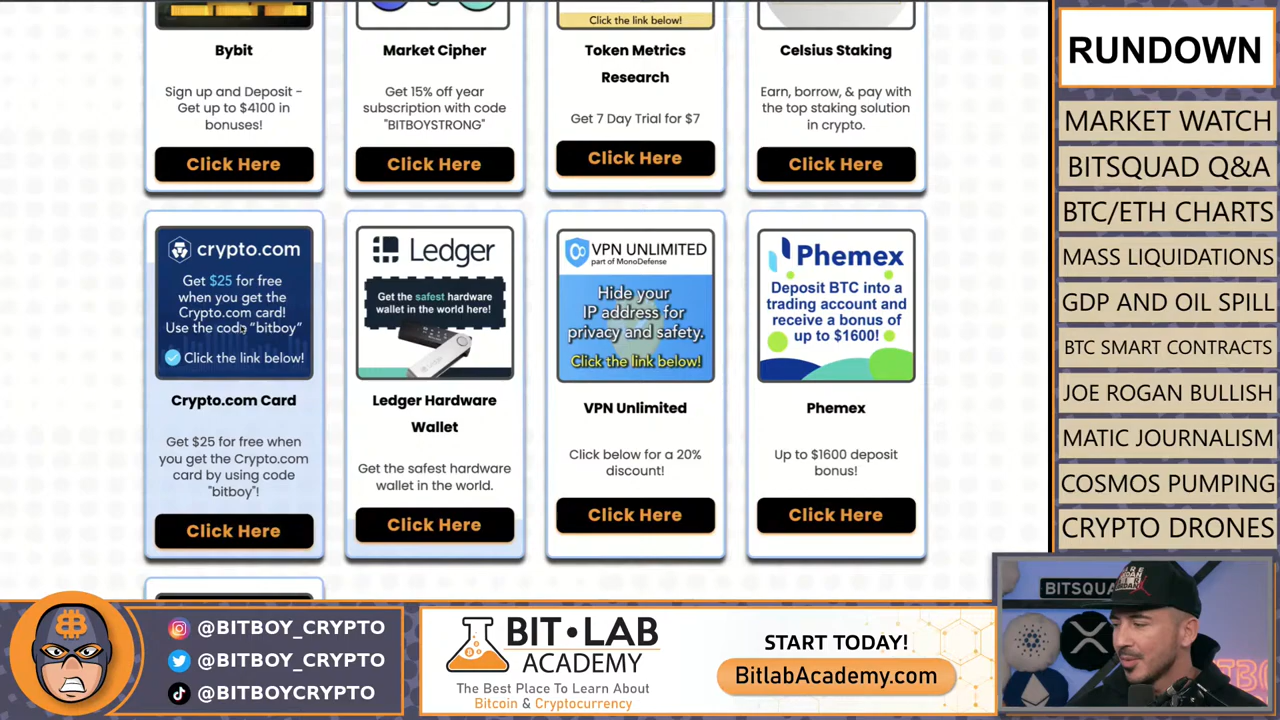 Click the link below!
Bybit
Sign up and Deposit -
Get up to $4100 in
bonuses!
Click Here
Market Cipher
Get 15% off year
subscription with code
"BITBOYSTRONG"
Click Here
Token Metrics
Research
Get 7 Day Trial for $7
Click Here
Celsius Staking
Earn, borrow, & pay with
the top staking solution
in crypto.
Click Here
crypto.com
Get $25 for free
when you get the
Crypto.com card!
Use the code "bitboy"
Click the link below!
Crypto.com Card
Get $25 for free when
you get the Crypto.com
card by using code
"bitboy"!
Click Here
Ledger
Get the safest hardware
wallet in the world here!
Ledger Hardware
Wallet
Get the safest hardware
wallet in the world.
Click Here
VPN UNLIMITED
part of MonoDefense
Hide your
IP address for
privacy and safety.
Click the link below!
VPN Unlimited
Click below for a 20%
discount!
Click Here
Phemex
Deposit BTC into a
trading account and
receive a bonus of
up to $1600!
Phemex
Up to $1600 deposit
bonus!
Click Here
RUNDOWN
MARKET WATCH
BITSQUAD Q&A
BTC/ETH CHARTS
MASS LIQUIDATIONS
GDP AND OIL SPILL
BTC SMART CONTRACTS
JOE ROGAN BULLISH
MATIC JOURNALISM
COSMOS PUMPING
CRYPTO DRONES
BITSQUA
@BITBOY_CRYPTO
@BITBOY_CRYPTO
@BITBOYCRYPTO
BIT•LAB
ACADEMY
The Best Place To Learn About
Bitcoin & Cryptocurrency
START TODAY!
BitlabAcademy.com